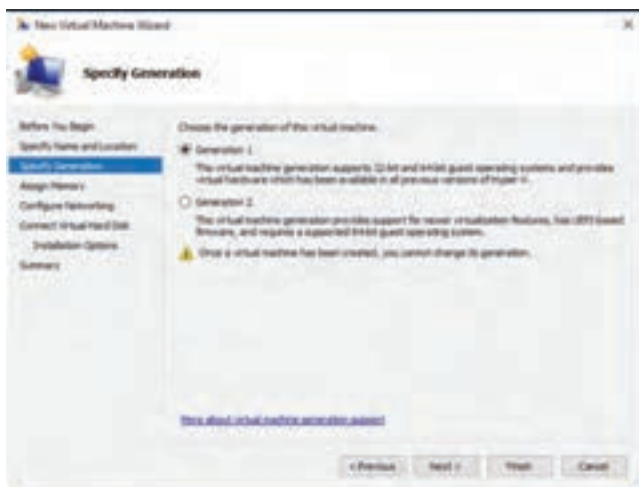 New Virtual Machine Wizard
Specify Generation
Before You Begin
Specify Name and Location
Specify Generation
Assign Memory
Configure Networking
Connect Virtual Hard Disk
Installation Options
Summary
Choose the generation of this virtual machine.
Generation 1
This virtual machine generation supports 32-bit and 64-bit guest operating systems and provides
virtual hardware which has been available in all previous versions of Hyper-V.
Generation 2
This virtual machine generation provides support for newer virtualization features, has UEFI-based
firmware, and requires a supported 64-bit guest operating system.
Once a virtual machine has been created, you cannot change its generation.
More about virtual machine generation support
< Previous
Next >
Finish
Cancel